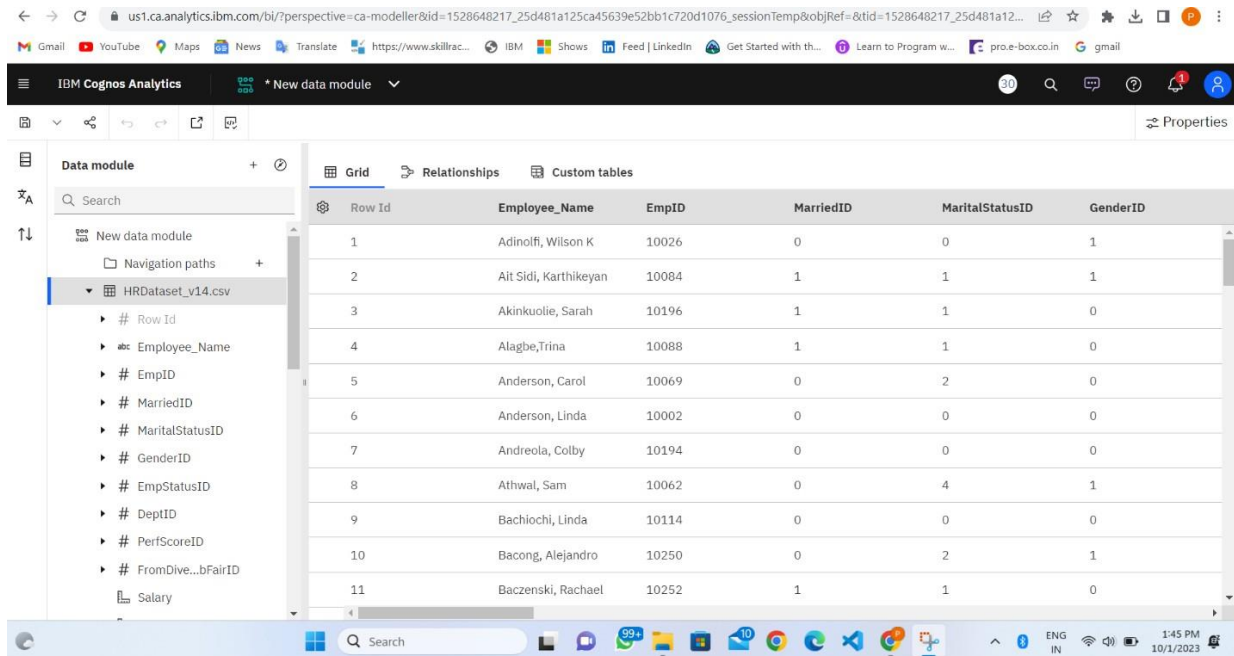 us1.ca.analytics.ibm.com/bi/?perspective=ca-modeller&id=1528648217_25d481a125ca45639e52bb1c720d1076_sessionTemp&objRef=&tid=1528648217_25d481a12... P
Gmail YouTube Maps News Translate https://www.skillrac... IBM Shows Feed | LinkedIn Get Started with th... Learn to Program w... pro.e-box.co.in gmail
IBM Cognos Analytics * New data module 30 1
Properties
Data module +
Grid Relationships Custom tables
Search
Row Id Employee_Name EmpID MarriedID MaritalStatusID GenderID
New data module
Navigation paths +
HRDataset_v14.csv
# Row Id
abc Employee_Name
# EmpID
# MarriedID
# MaritalStatusID
# GenderID
# EmpStatusID
# DeptID
# PerfScoreID
# FromDive...bFairID
Salary
1 Adinolfi, Wilson K 10026 0 0 1
2 Ait Sidi, Karthikeyan 10084 1 1 1
3 Akinkuolie, Sarah 10196 1 1 0
4 Alagbe,Trina 10088 1 1 0
5 Anderson, Carol 10069 0 2 0
6 Anderson, Linda 10002 0 0 0
7 Andreola, Colby 10194 0 0 0
8 Athwal, Sam 10062 0 4 1
9 Bachiochi, Linda 10114 0 0 0
10 Bacong, Alejandro 10250 0 2 1
11 Baczenski, Rachael 10252 1 1 0
Search 99+ 10 ENG IN 1:45 PM 10/1/2023